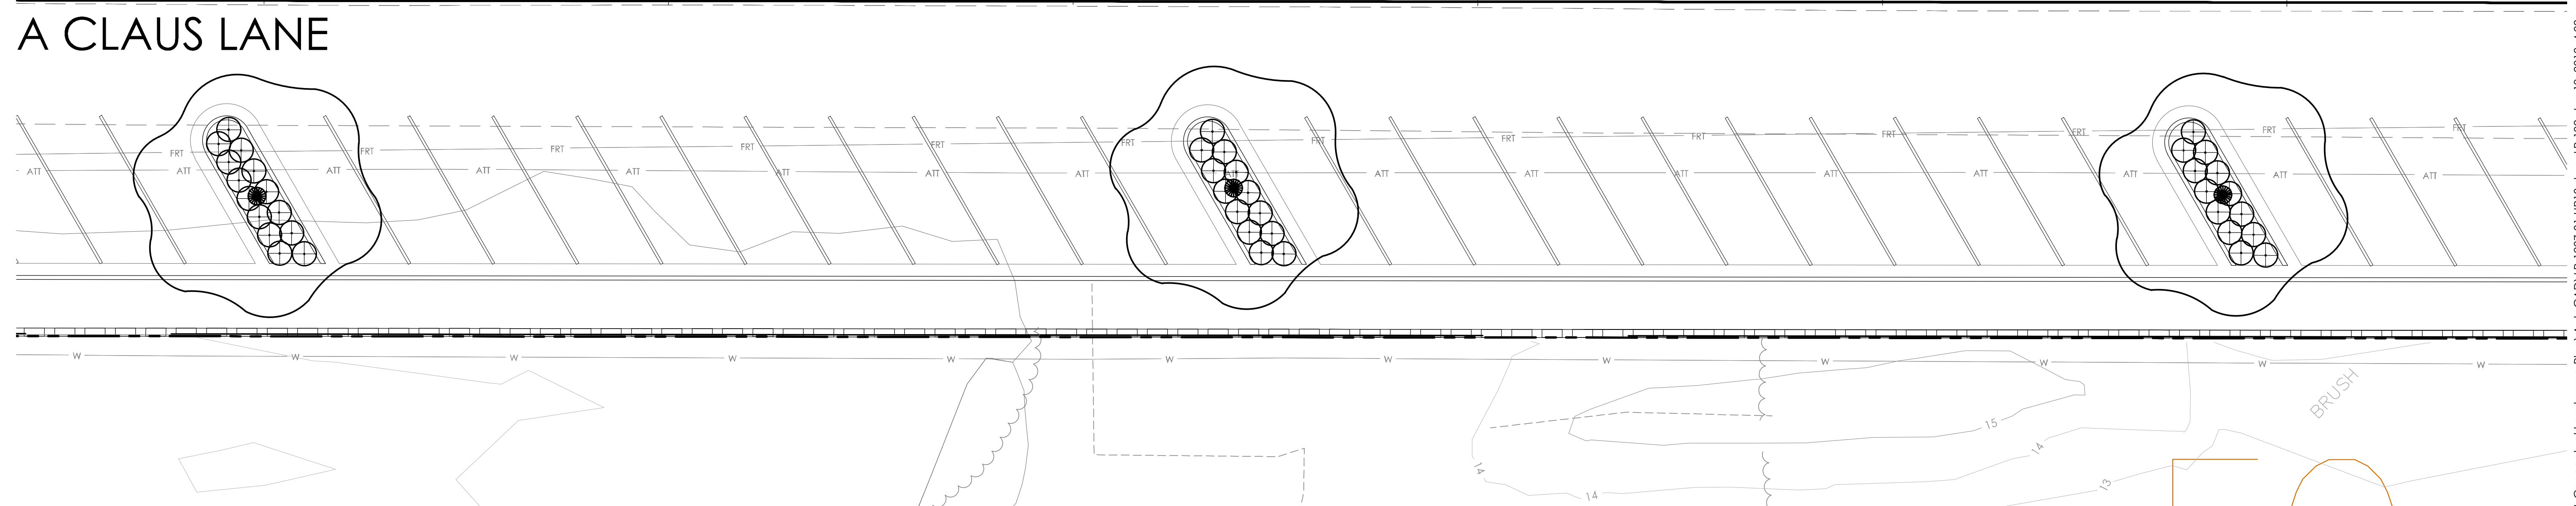 A CLAUS LANE
FRT FRT FRT FRT FRT FRT FRT FRT FRT FRT FRT FRT FRT
ATT ATT ATT ATT ATT ATT ATT ATT ATT ATT ATT ATT ATT ATT ATT ATT
W W W W W W W W W W W W
BRUSH
15
14
14
14
13